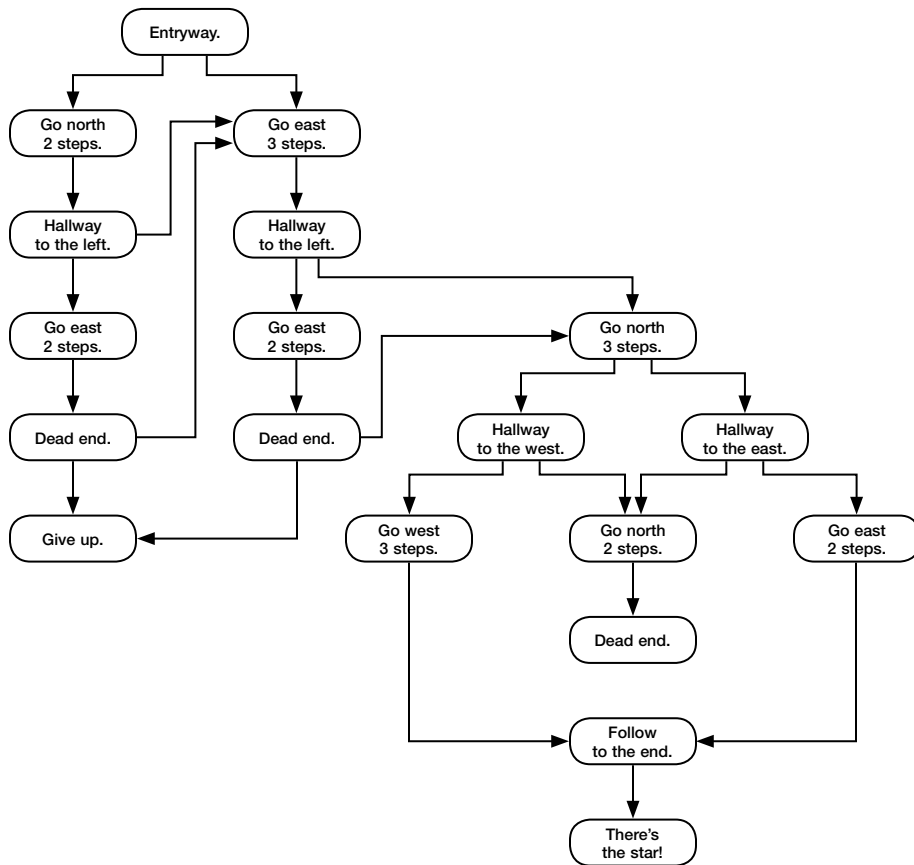 Entryway.
Go north
2 steps.
Go east
3 steps.
Hallway
to the left.
Hallway
to the left.
Go east
2 steps.
Go east
2 steps.
Go north
3 steps.
Dead end.
Dead end.
Hallway
to the west.
Hallway
to the east.
Give up.
Go west
3 steps.
Go north
2 steps.
Go east
2 steps.
Dead end.
Follow
to the end.
There's
the star!